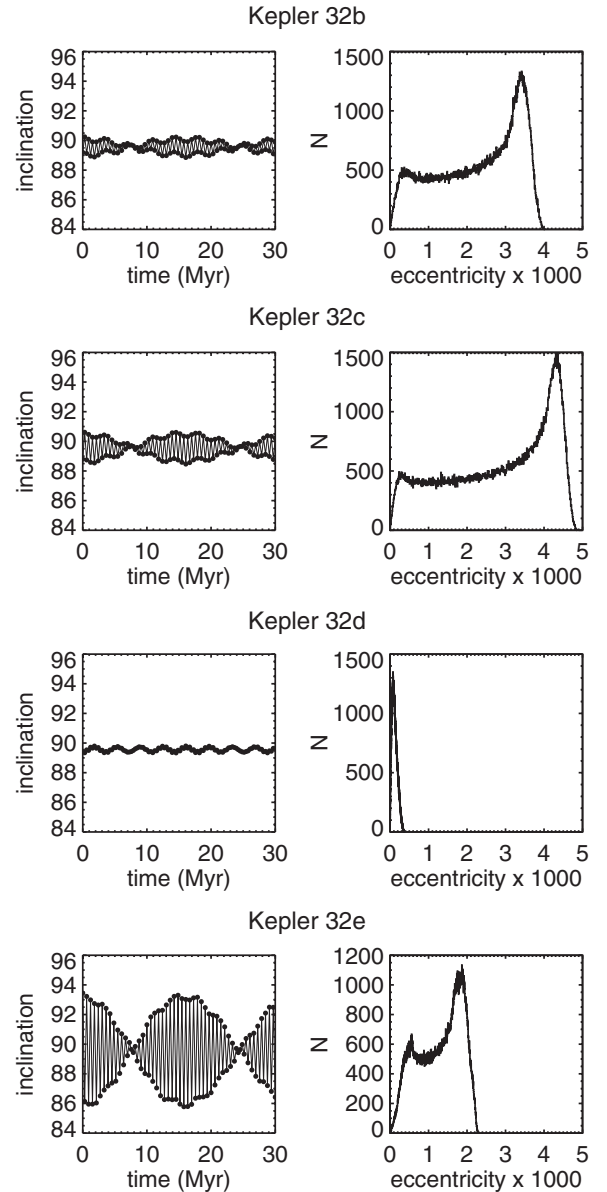 Kepler 32b
inclination
96
94
92
90
88
86
84
0 10 20 30
time (Myr)
N
1500
1000
500
0
0 1 2 3 4 5
eccentricity x 1000
Kepler 32c
inclination
96
94
92
90
88
86
84
0 10 20 30
time (Myr)
N
1500
1000
500
0
0 1 2 3 4 5
eccentricity x 1000
Kepler 32d
inclination
96
94
92
90
88
86
84
0 10 20 30
time (Myr)
N
1500
1000
500
0
0 1 2 3 4 5
eccentricity x 1000
Kepler 32e
inclination
96
94
92
90
88
86
84
0 10 20 30
time (Myr)
N
1200
1000
800
600
400
200
0
0 1 2 3 4 5
eccentricity x 1000